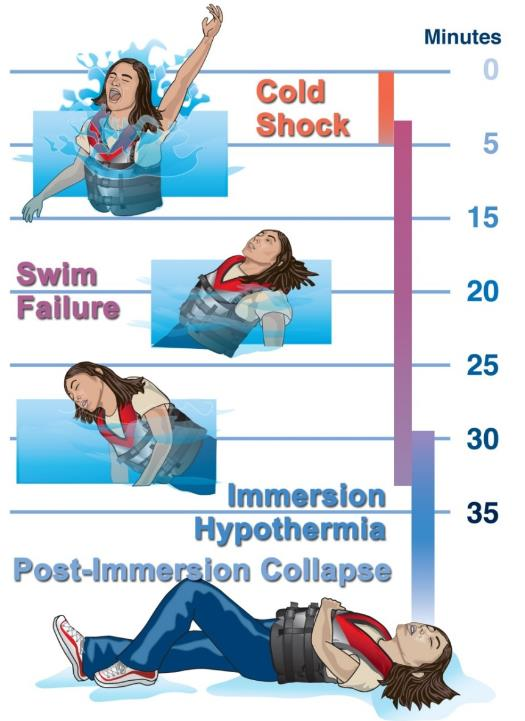 Minutes
0
Cold
Shock
5
15
Swim
Failure
20
25
30
Immersion
Hypothermia
35
Post-Immersion Collapse